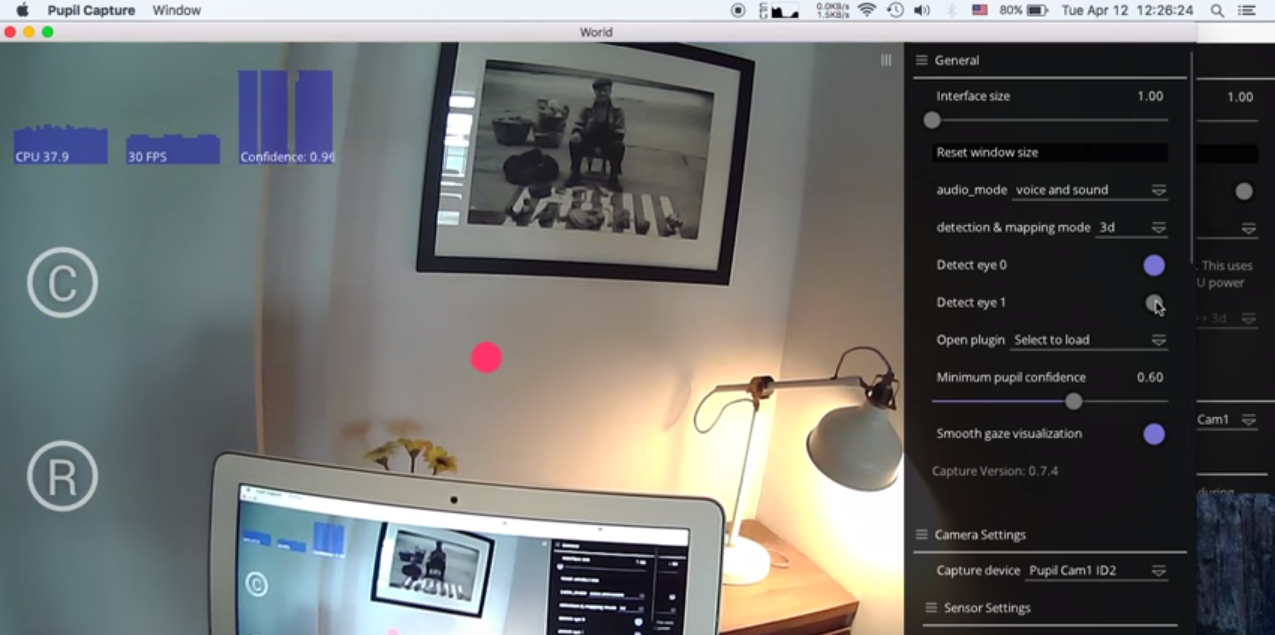 Pupil Capture Window
0.0KB/s
1.5KB/s
80% Tue Apr 12 12:26:24
World
CPU 37.9
30 FPS
Confidence: 0.96
C
R
General
Interface size 1.00
Reset window size
audio_mode voice and sound
detection & mapping mode 3d
Detect eye 0
Detect eye 1
Open plugin Select to load
Minimum pupil confidence 0.60
Smooth gaze visualization
Capture Version: 0.7.4
Camera Settings
Capture device Pupil Cam1 ID2
Sensor Settings
1.00
. This uses
U power
3d
Cam1
during
Pupil Capture
C
General